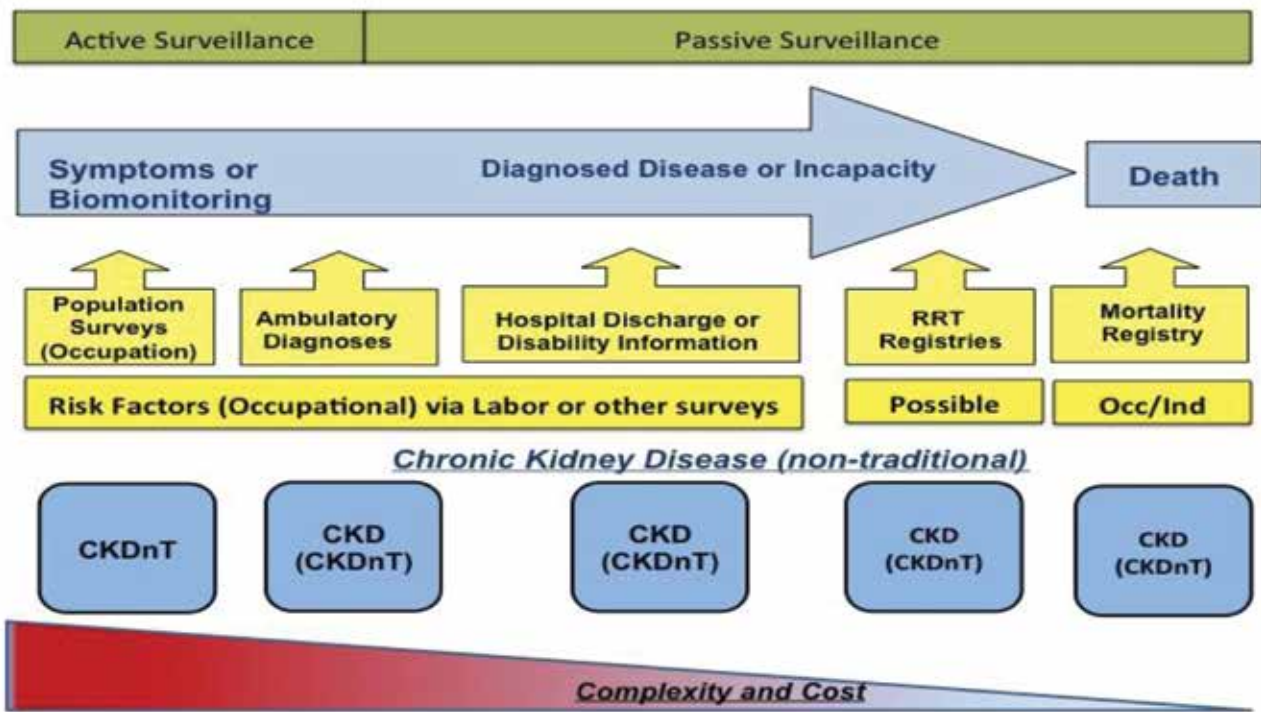 Active Surveillance
Passive Surveillance
Symptoms or
Biomonitoring
Diagnosed Disease or Incapacity
Death
Population
Surveys
(Occupation)
Ambulatory
Diagnoses
Hospital Discharge or
Disability Information
RRT
Registries
Mortality
Registry
Risk Factors (Occupational) via Labor or other surveys
Possible
Occ/Ind
Chronic Kidney Disease (non-traditional)
CKDnT
CKD
(CKDnT)
CKD
(CKDnT)
CKD
(CKDnT)
CKD
(CKDnT)
Complexity and Cost